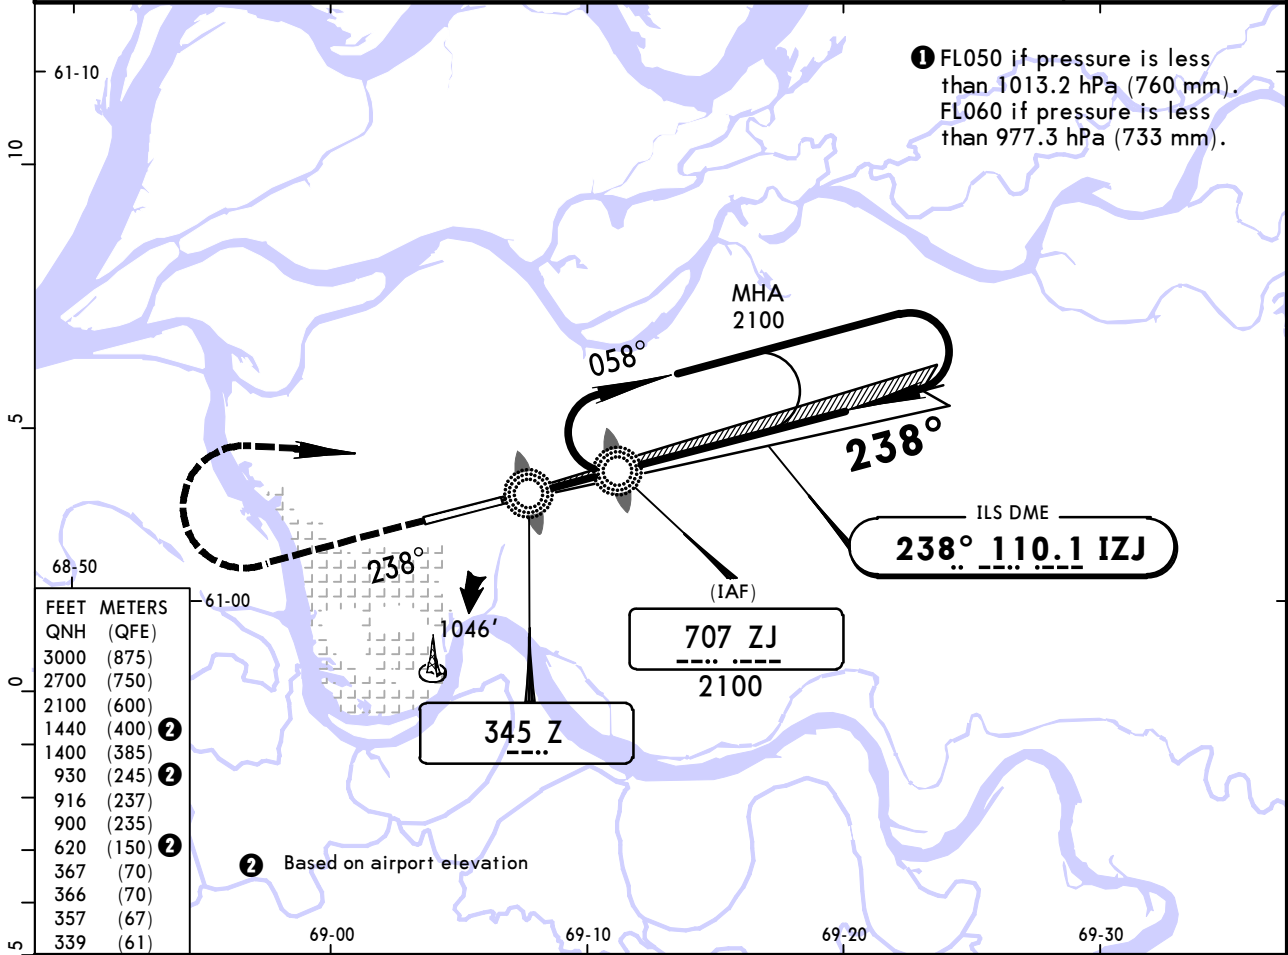 61-10
❶ FL050 if pressure is less
than 1013.2 hPa (760 mm).
FL060 if pressure is less
than 977.3 hPa (733 mm).
10
MHA
2100
058°
5
238°
ILS DME
238° 110.1 IZJ
238°
68-50
(IAF)
61-00
707 ZJ
2100
1046'
345 Z
0
FEET METERS
QNH (QFE)
3000 (875)
2700 (750)
2100 (600)
1440 (400) ❷
1400 (385)
930 (245) ❷
916 (237)
900 (235)
620 (150) ❷
367 (70)
366 (70)
357 (67)
339 (61)
❷ Based on airport elevation
5
69-00
69-10
69-20
69-30